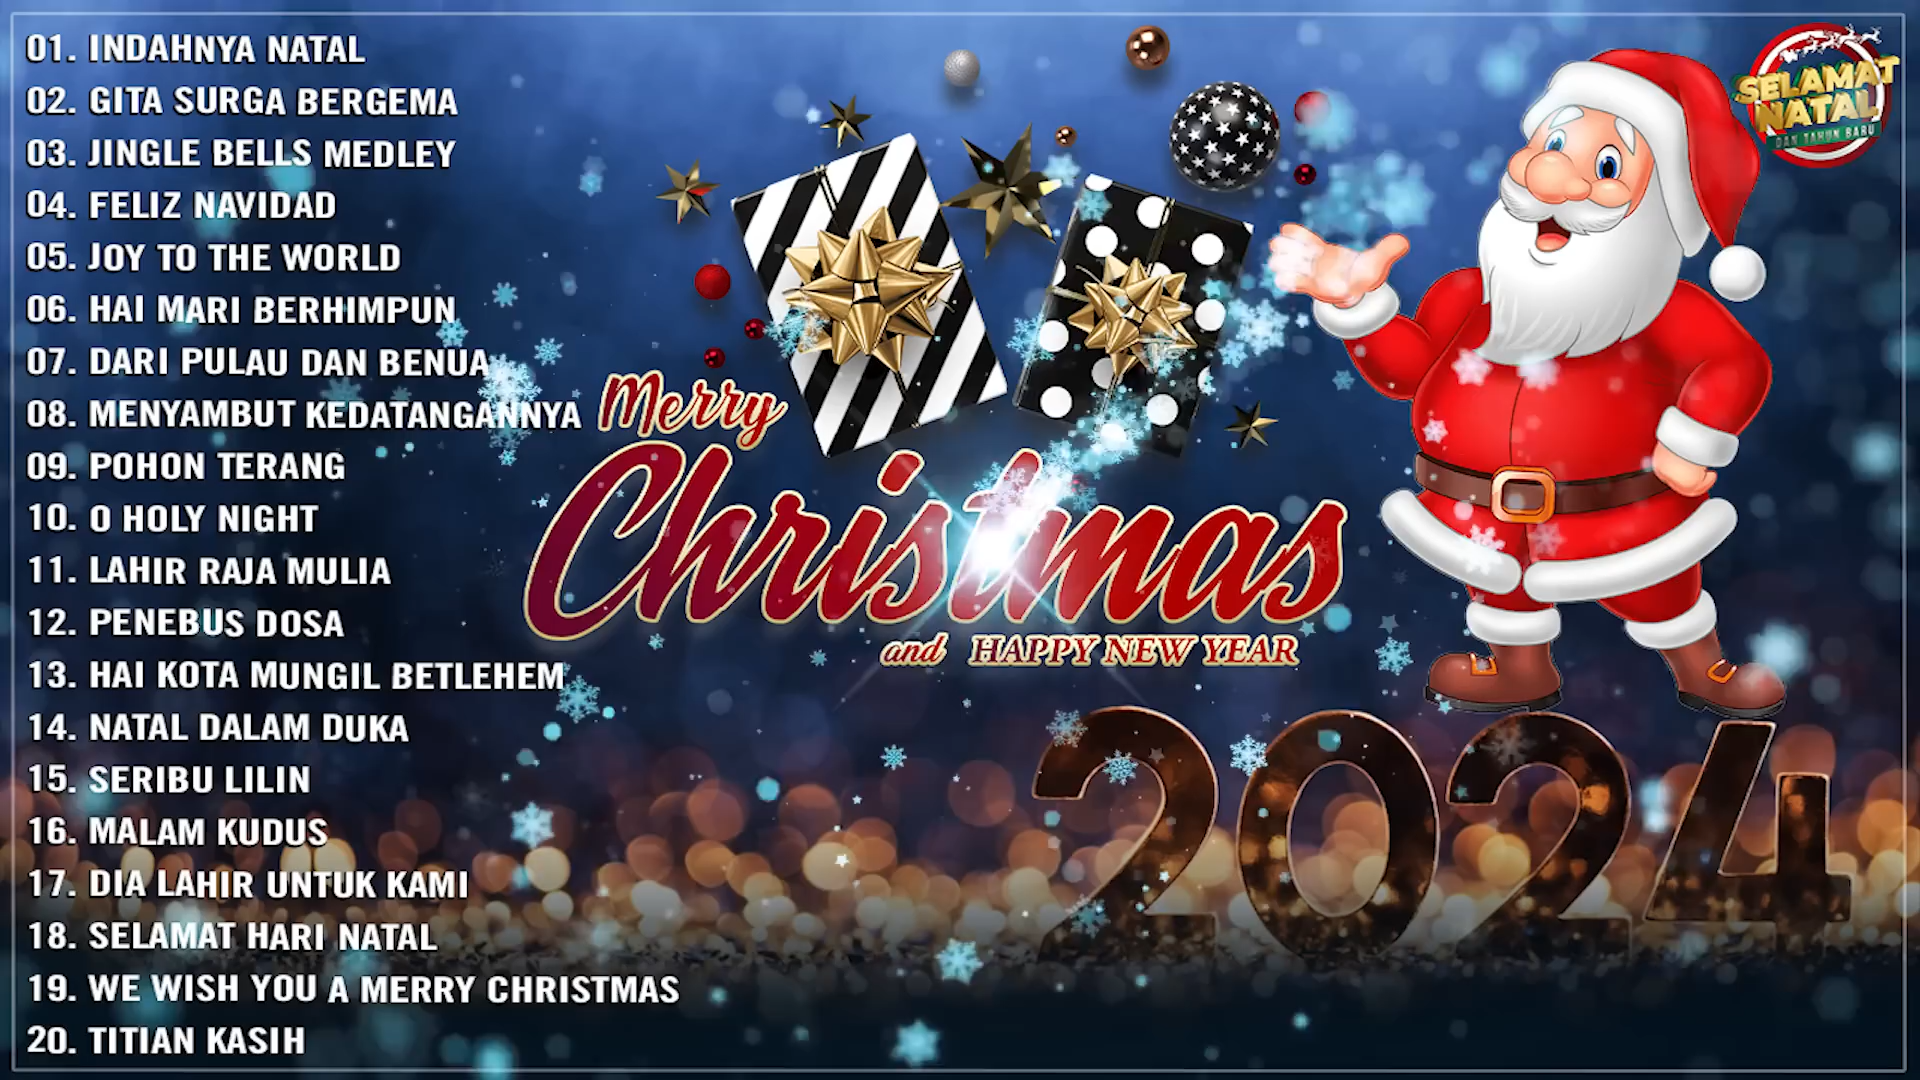 01. INDAHNYA NATAL
02. GITA SURGA BERGEMA
03. JINGLE BELLS MEDLEY
04. FELIZ NAVIDAD
05. JOY TO THE WORLD
06. HAI MARI BERHIMPUN
07. DARI PULAU DAN BENUA
08. MENYAMBUT KEDATANGANNYA
09. POHON TERANG
10. O HOLY NIGHT
11. LAHIR RAJA MULIA
12. PENEBUS DOSA
13. HAI KOTA MUNGIL BETLEHEM
14. NATAL DALAM DUKA
15. SERIBU LILIN
16. MALAM KUDUS
17. DIA LAHIR UNTUK KAMI
18. SELAMAT HARI NATAL
19. WE WISH YOU A MERRY CHRISTMAS
20. TITIAN KASIH
Merry
Christmas
and HAPPY NEW YEAR
2024
SELAMAT
NATAL
DAN TAHUN BARU